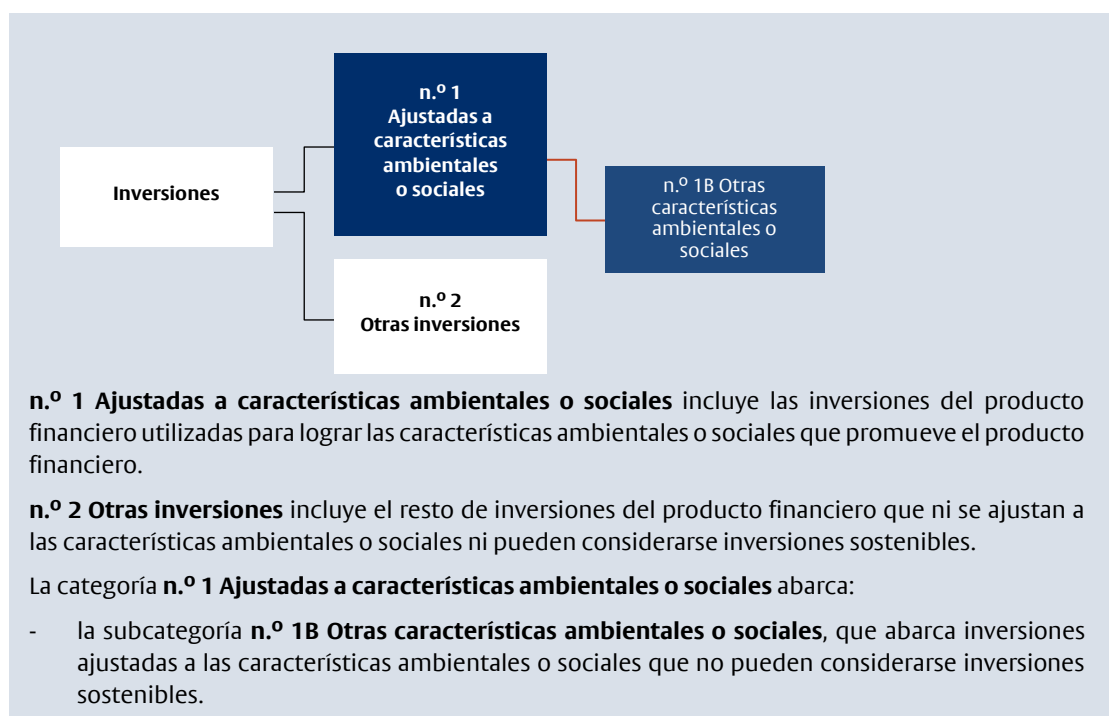 n.º 1
Ajustadas a
características
ambientales
o sociales
Inversiones
n.º 1B Otras
características
ambientales o
sociales
n.º 2
Otras inversiones
n.º 1 Ajustadas a características ambientales o sociales incluye las inversiones del producto
financiero utilizadas para lograr las características ambientales o sociales que promueve el producto
financiero.
n.º 2 Otras inversiones incluye el resto de inversiones del producto financiero que ni se ajustan a
las características ambientales o sociales ni pueden considerarse inversiones sostenibles.
La categoría n.º 1 Ajustadas a características ambientales o sociales abarca:
- la subcategoría n.º 1B Otras características ambientales o sociales, que abarca inversiones
ajustadas a las características ambientales o sociales que no pueden considerarse inversiones
sostenibles.